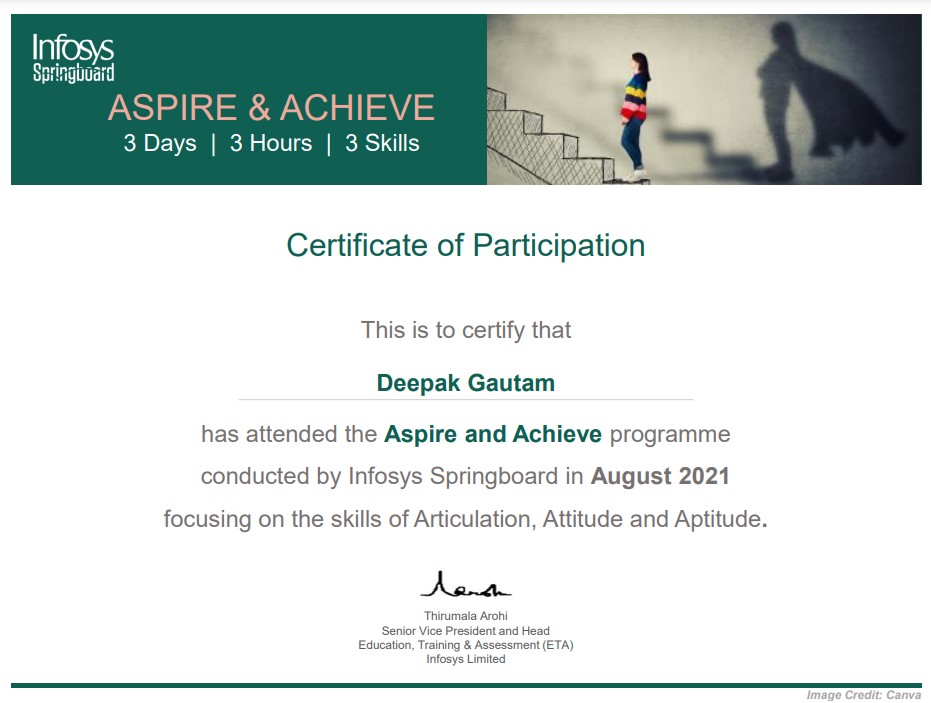 Infosys
Springboard
ASPIRE & ACHIEVE
3 Days | 3 Hours | 3 Skills
Certificate of Participation
This is to certify that
Deepak Gautam
has attended the Aspire and Achieve programme
conducted by Infosys Springboard in August 2021
focusing on the skills of Articulation, Attitude and Aptitude.
Thirumala Arohi
Senior Vice President and Head
Education, Training & Assessment (ETA)
Infosys Limited
Image Credit: Canva